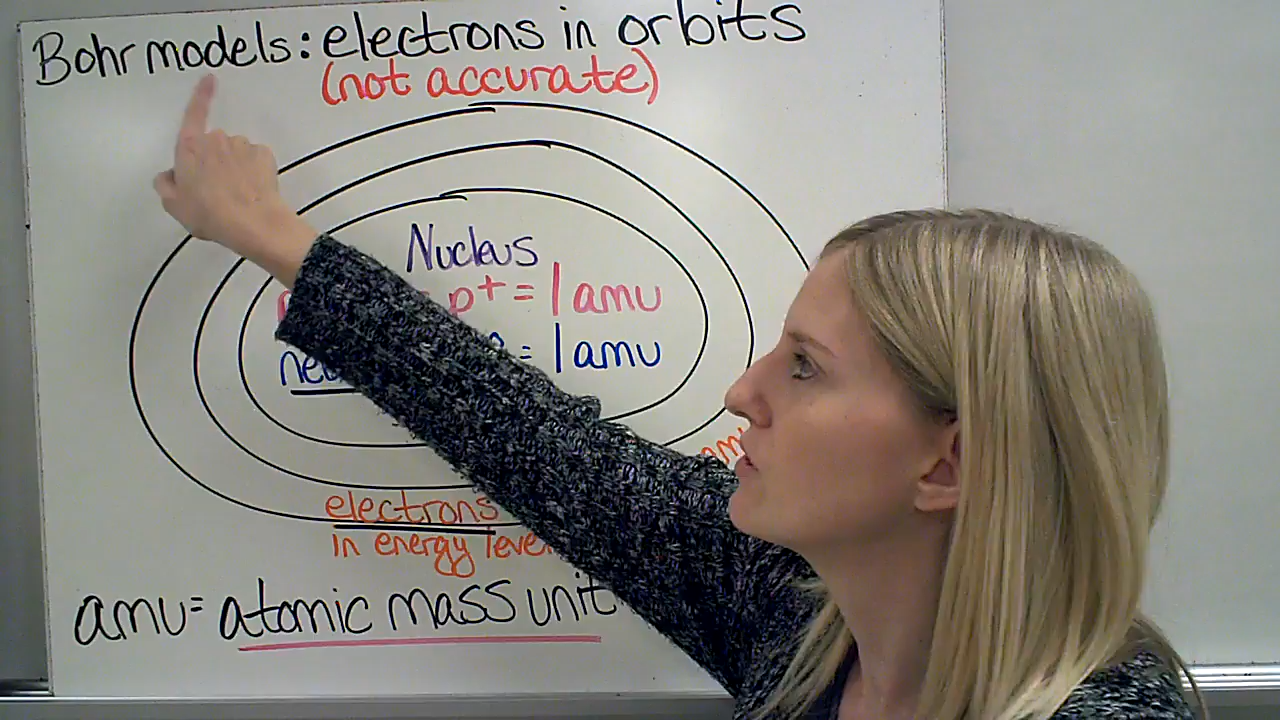 Bohr models: electrons in orbits
(not accurate)
Nucleus
p+ = 1 amu
= 1 amu
electrons
in energy
amu = atomic mass unit